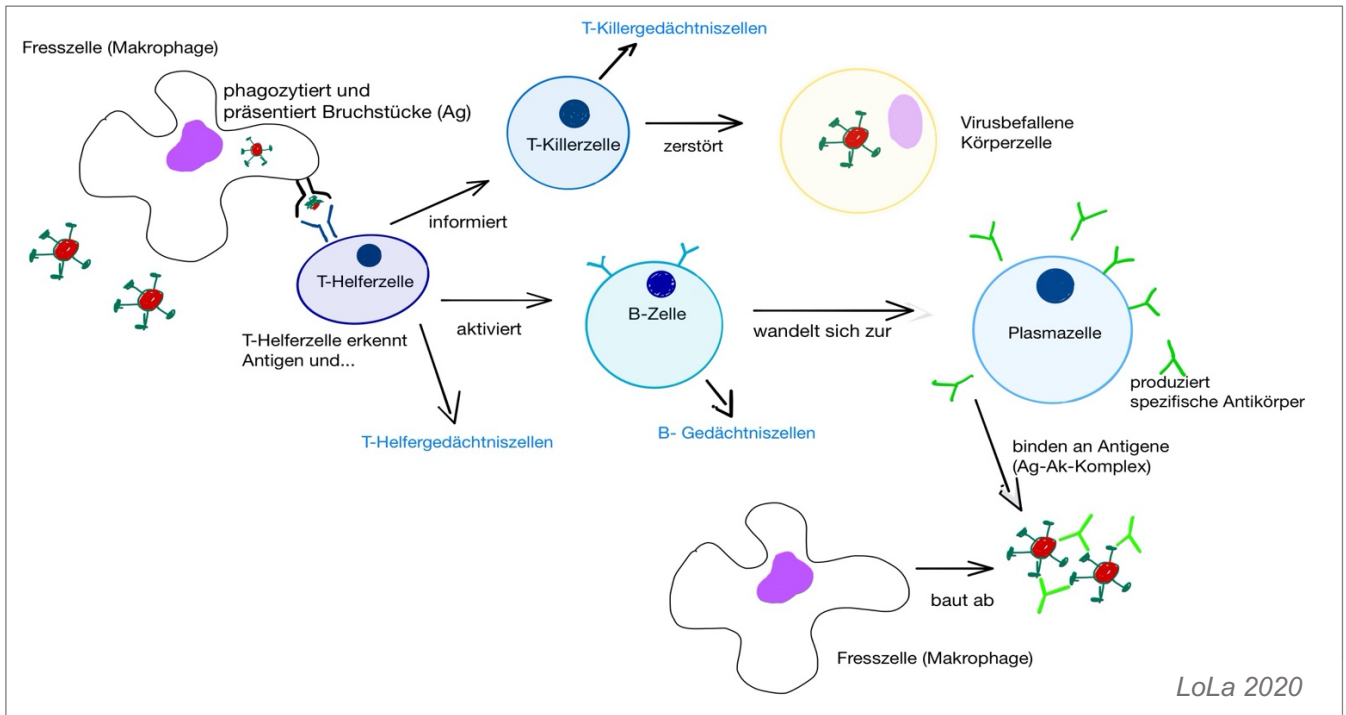 T-Killergedächtniszellen
Fresszelle (Makrophage)
phagozytiert und
präsentiert Bruchstücke (Ag)
T-Killerzelle
zerstört
Virusbefallene
Körperzelle
informiert
T-Helferzelle
T-Helferzelle erkennt
Antigen und...
aktiviert
B-Zelle
wandelt sich zur
Plasmazelle
produziert
spezifische Antikörper
T-Helfergedächtniszellen
B- Gedächtniszellen
binden an Antigene
(Ag-Ak-Komplex)
baut ab
Fresszelle (Makrophage)
LoLa 2020